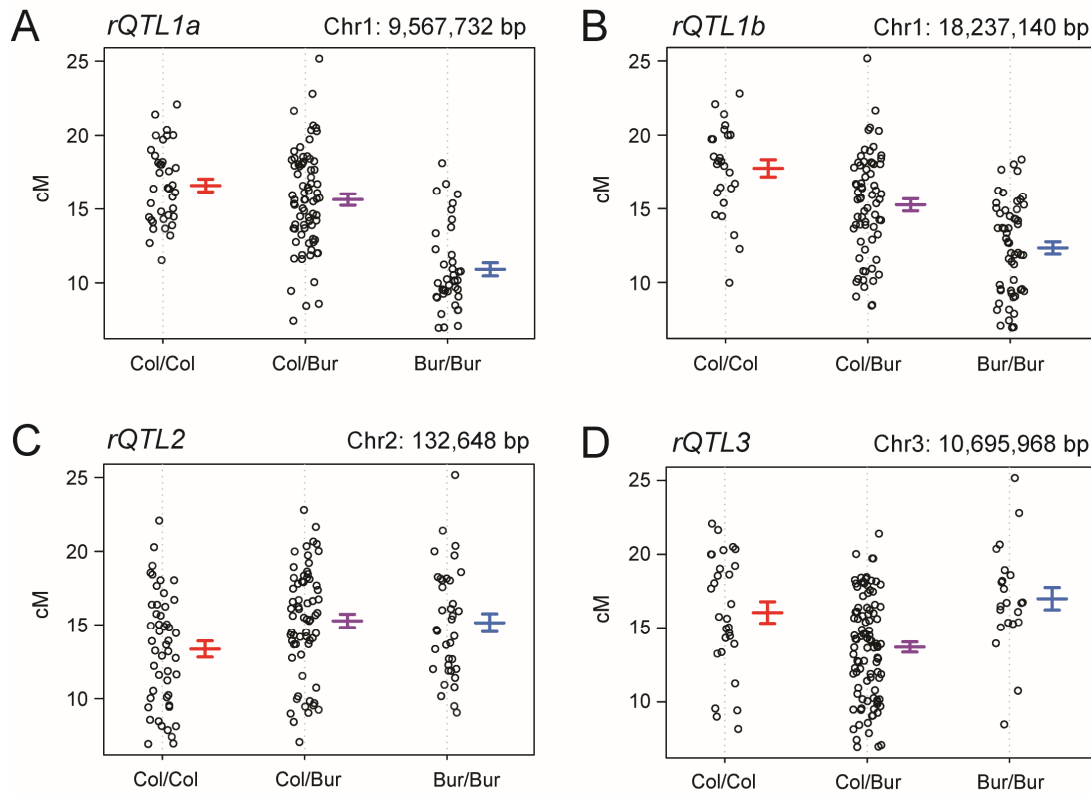 A rQTL1a Chr1: 9,567,732 bp
25
20
15
10
cM
Col/Col Col/Bur Bur/Bur
B rQTL1b Chr1: 18,237,140 bp
25
20
15
10
cM
Col/Col Col/Bur Bur/Bur
C rQTL2 Chr2: 132,648 bp
25
20
15
10
cM
Col/Col Col/Bur Bur/Bur
D rQTL3 Chr3: 10,695,968 bp
25
20
15
10
cM
Col/Col Col/Bur Bur/Bur